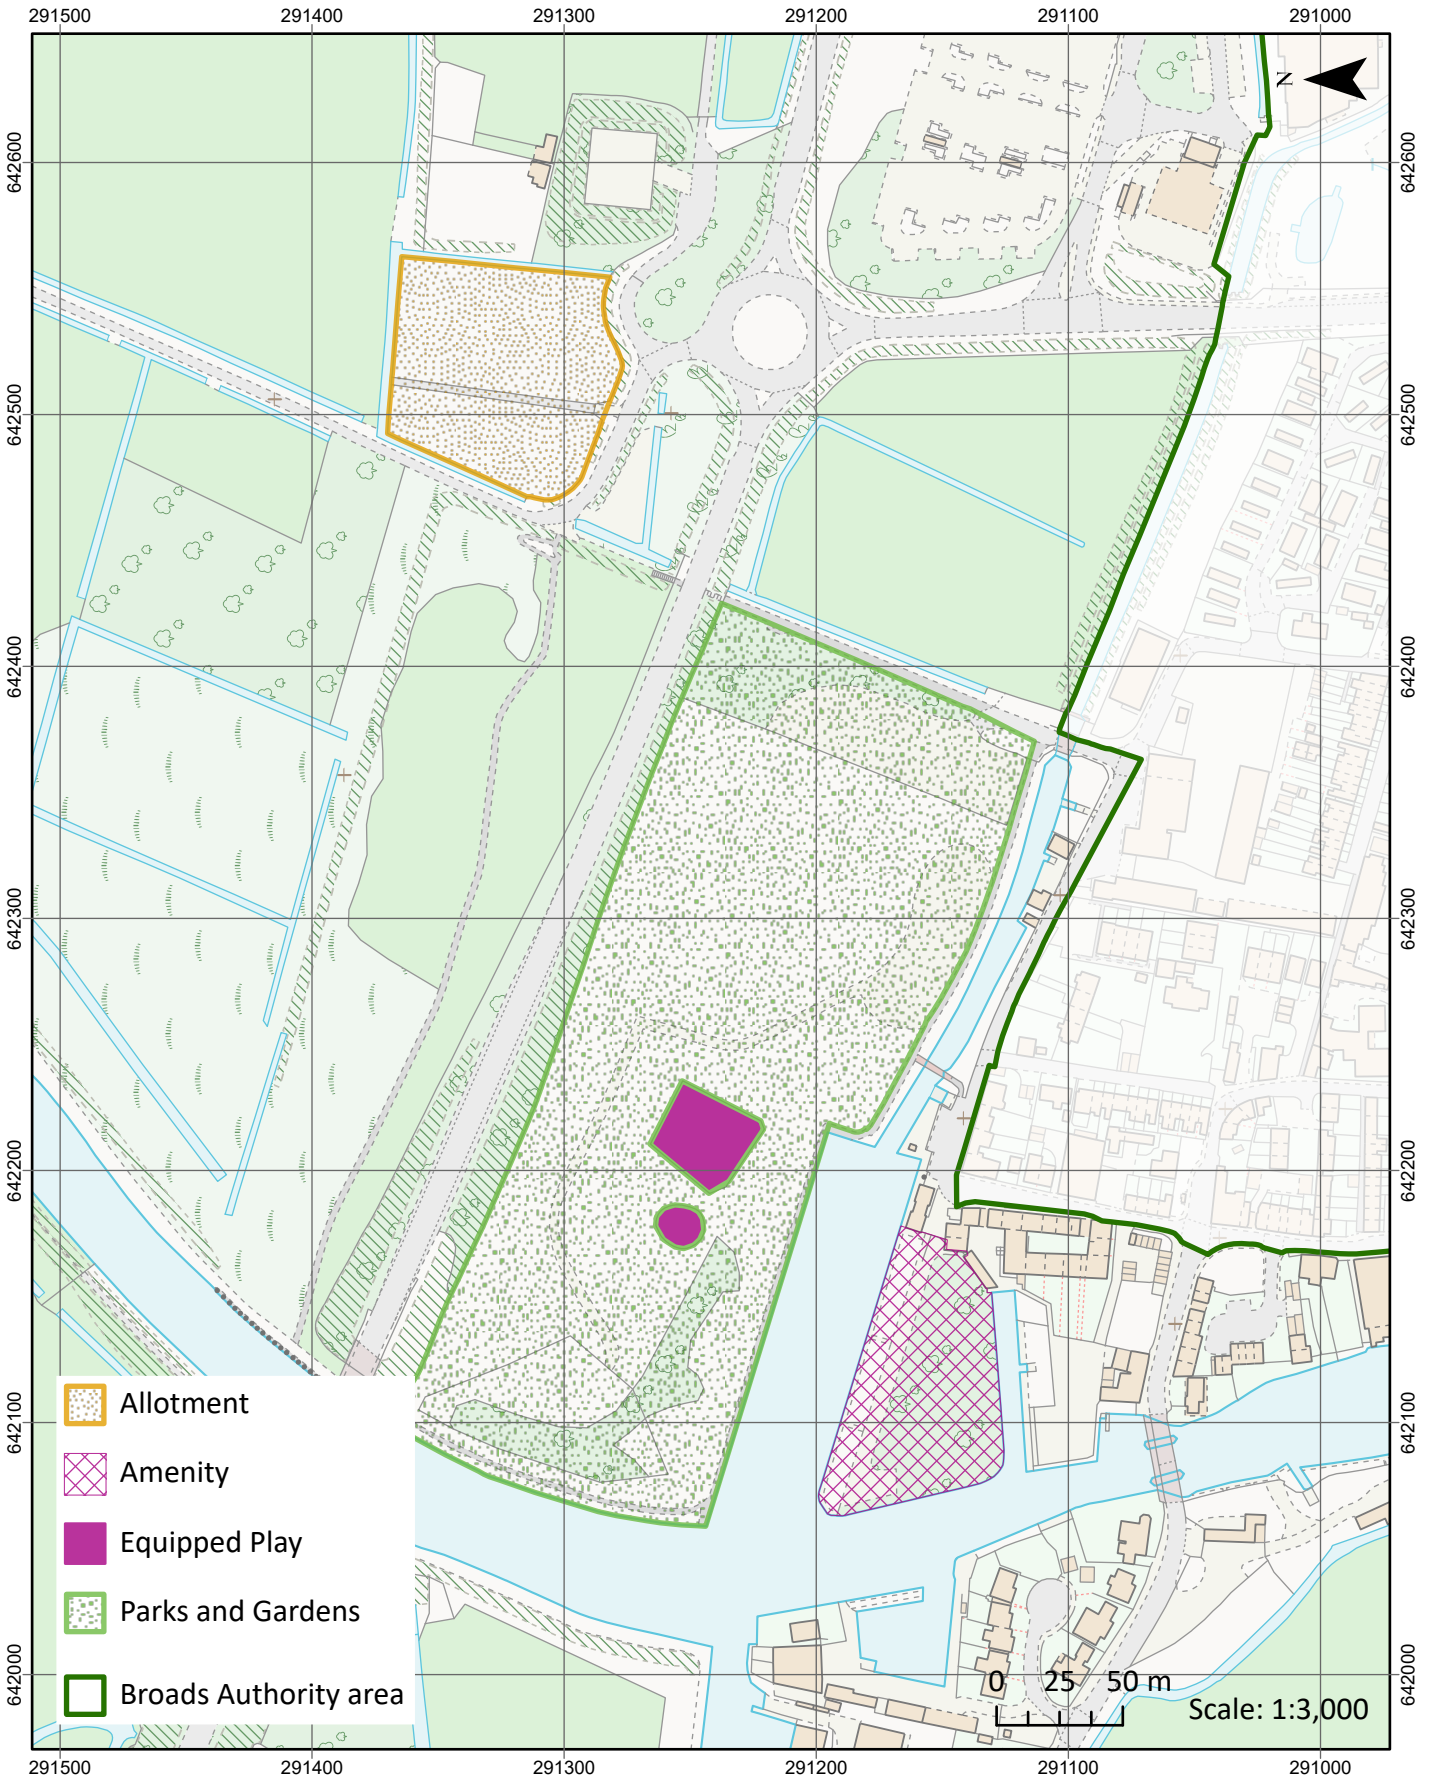 291500 291400 291300 291200 291100 291000
N
642600 642600
642500 642500
642400 642400
642300 642300
642200 642200
642100 642100
642000 642000
Allotment
Amenity
Equipped Play
Parks and Gardens
Broads Authority area
0 25 50 m
Scale: 1:3,000
291500 291400 291300 291200 291100 291000